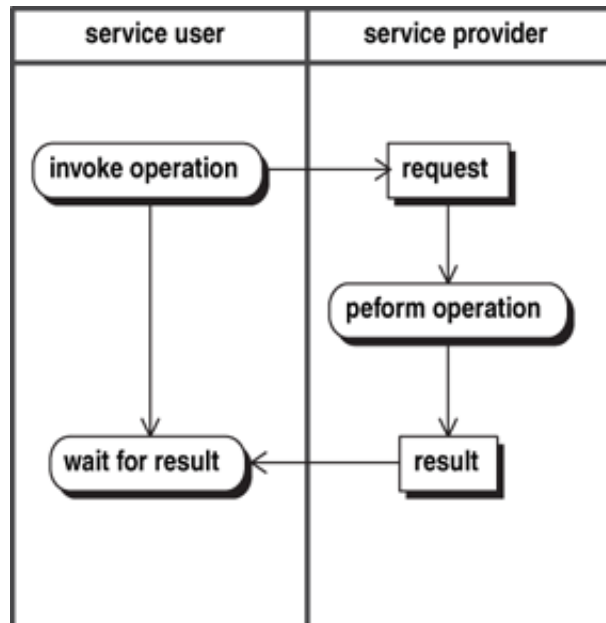 service user
service provider
invoke operation
request
peform operation
wait for result
result